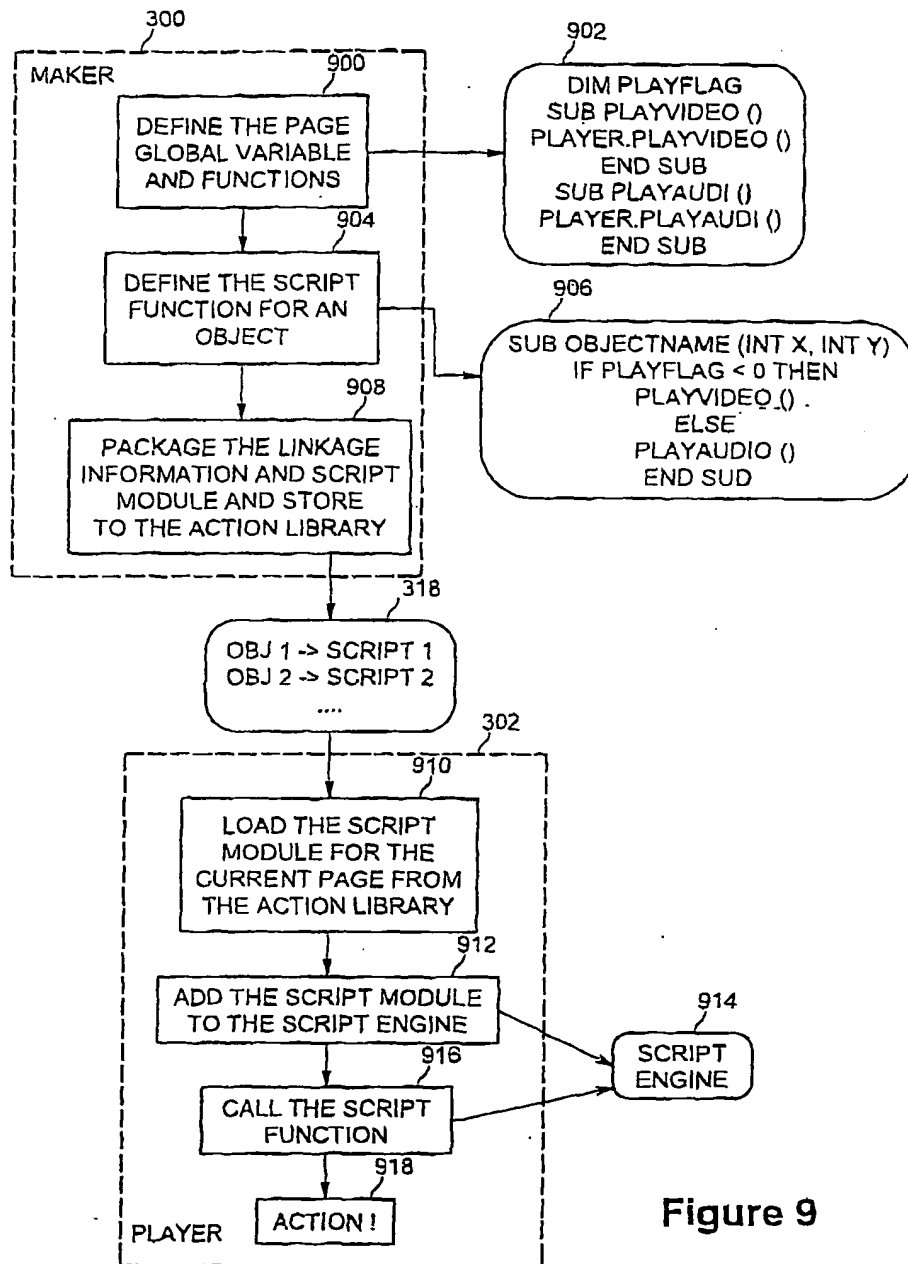 300
MAKER
900
DEFINE THE PAGE
GLOBAL VARIABLE
AND FUNCTIONS
902
DIM PLAYFLAG
SUB PLAYVIDEO ()
PLAYER.PLAYVIDEO ()
END SUB
SUB PLAYAUDI ()
PLAYER.PLAYAUDI ()
END SUB
904
DEFINE THE SCRIPT
FUNCTION FOR AN
OBJECT
906
SUB OBJECTNAME (INT X, INT Y)
IF PLAYFLAG < 0 THEN
PLAYVIDEO ()
ELSE
PLAYAUDIO ()
END SUD
908
PACKAGE THE LINKAGE
INFORMATION AND SCRIPT
MODULE AND STORE
TO THE ACTION LIBRARY
318
OBJ 1 -> SCRIPT 1
OBJ 2 -> SCRIPT 2
....
302
910
LOAD THE SCRIPT
MODULE FOR THE
CURRENT PAGE FROM
THE ACTION LIBRARY
912
ADD THE SCRIPT MODULE
TO THE SCRIPT ENGINE
914
SCRIPT
ENGINE
916
CALL THE SCRIPT
FUNCTION
918
ACTION !
PLAYER
Figure 9